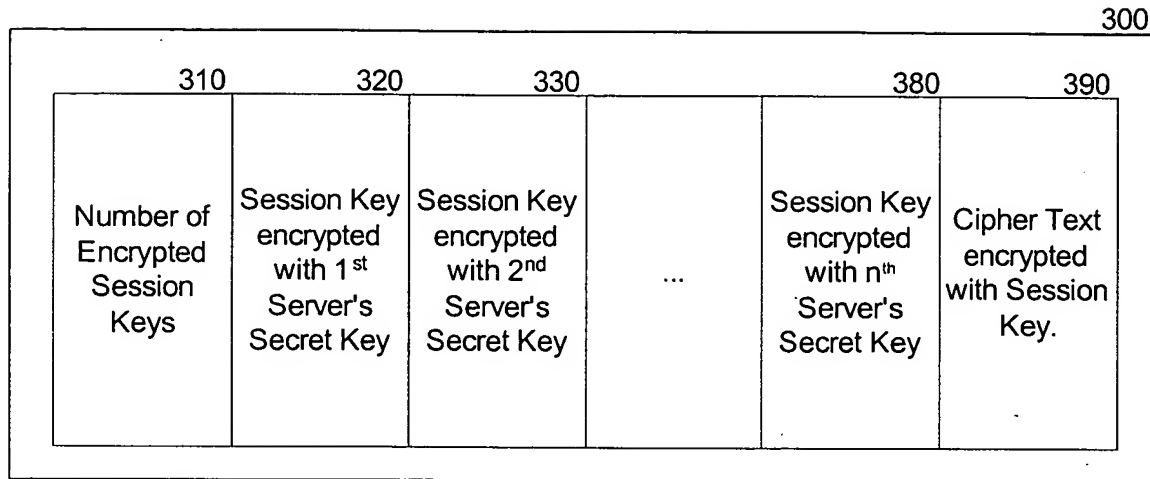 300
310
320
330
380
390
Number of
Encrypted
Session
Keys
Session Key
encrypted
with 1st
Server's
Secret Key
Session Key
encrypted
with 2nd
Server's
Secret Key
...
Session Key
encrypted
with nth
Server's
Secret Key
Cipher Text
encrypted
with Session
Key.